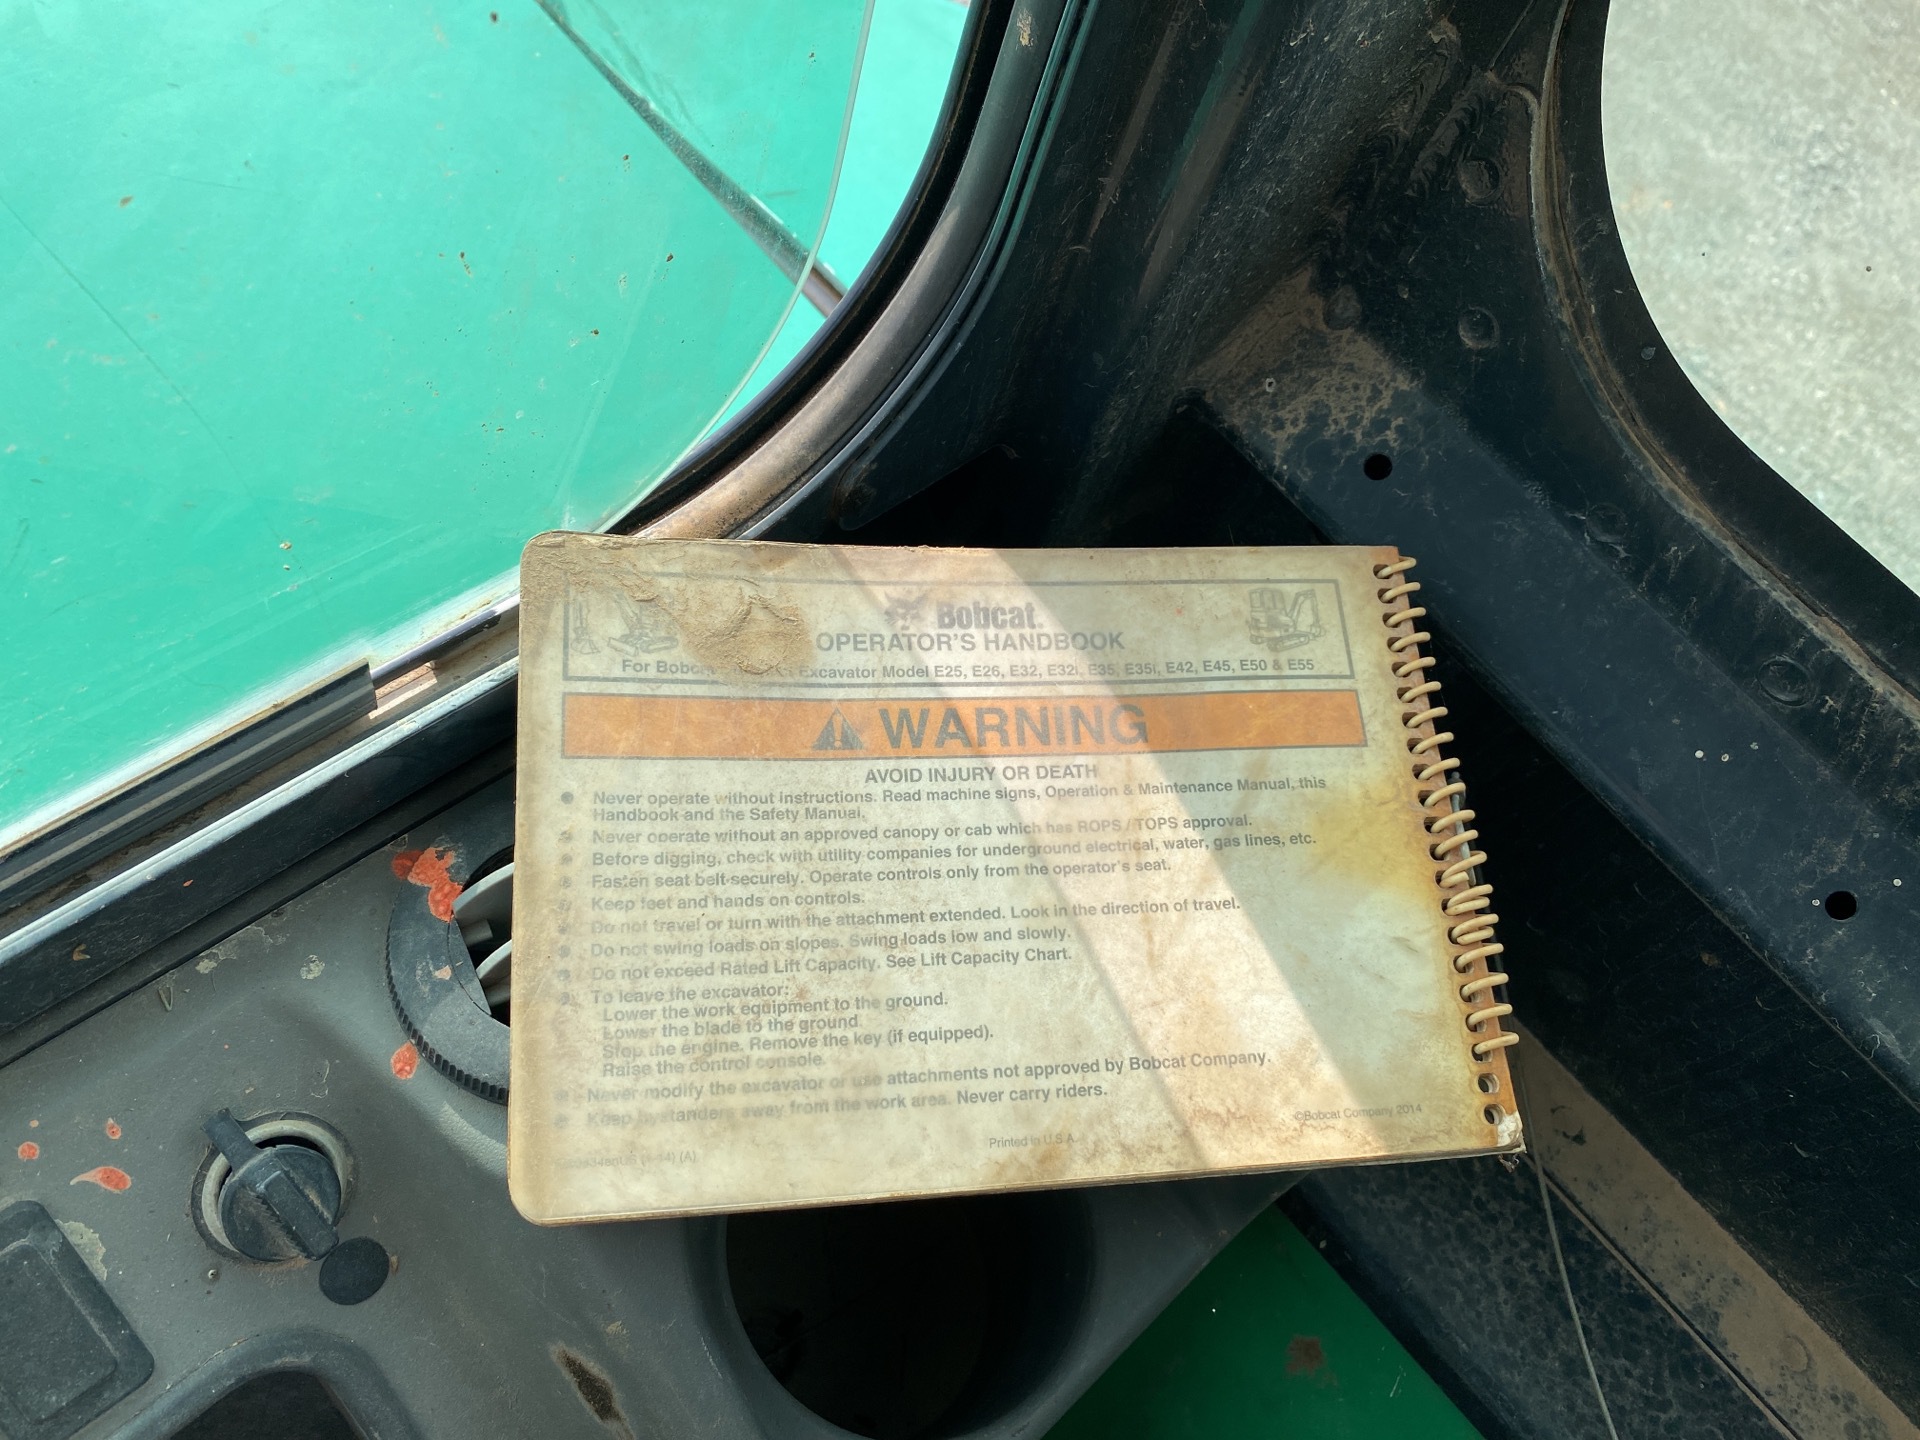 Bobcat.
OPERATOR'S HANDBOOK
For Excavator Model E25, E26, E32, E32i, E35, E35i, E42, E45, E50 & E55
WARNING
AVOID INJURY OR DEATH
Never operate without instructions. Read machine signs, Operation & Maintenance Manual, this
Handbook and the Safety Manual.
Never operate without an approved canopy or cab which has ROPS / TOPS approval.
Before digging, check with utility companies for underground electrical, water, gas lines, etc.
Fasten seat belt securely. Operate controls only from the operator's seat.
Keep feet and hands on controls.
Do not travel or turn with the attachment extended. Look in the direction of travel.
Do not swing loads on slopes. Swing loads low and slowly.
Do not exceed Rated Lift Capacity. See Lift Capacity Chart.
To leave the excavator:
Lower the work equipment to the ground.
Lower the blade to the ground
Stop the engine. Remove the key (if equipped).
Raise the control console.
Never modify the excavator or use attachments not approved by Bobcat Company.
Keep bystanders away from the work area. Never carry riders.
©Bobcat Company 2014
Printed in U.S.A.
(A)